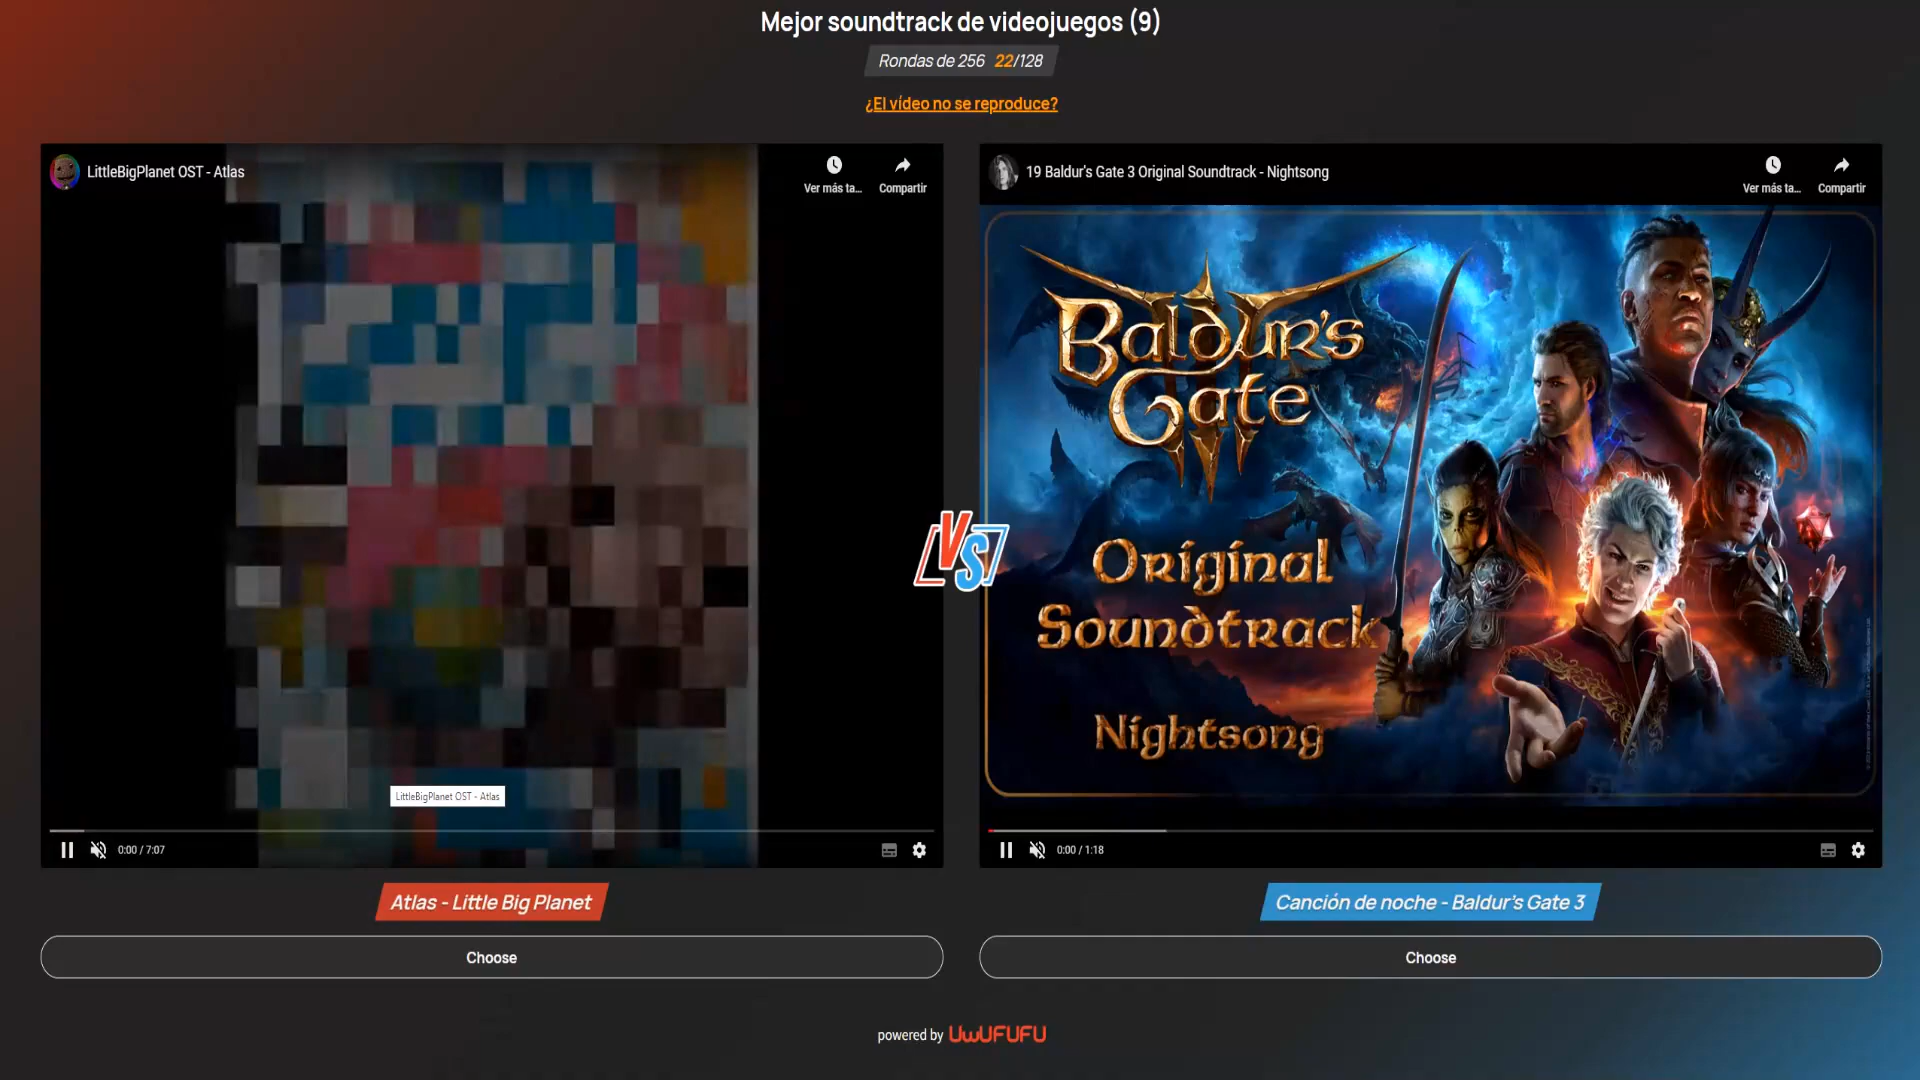 Mejor soundtrack de videojuegos (9)
Rondas de 256 22/128
¿El vídeo no se reproduce?
LittleBigPlanet OST - Atlas
Ver más ta...
Compartir
LittleBigPlanet OST - Atlas
0:00 / 7:07
Atlas - Little Big Planet
Choose
VS
19 Baldur's Gate 3 Original Soundtrack - Nightsong
Ver más ta...
Compartir
Baldur's
Gate
Original
Soundtrack
Nightsong
0:00 / 1:18
Canción de noche - Baldur's Gate 3
Choose
powered by UwUFUFU